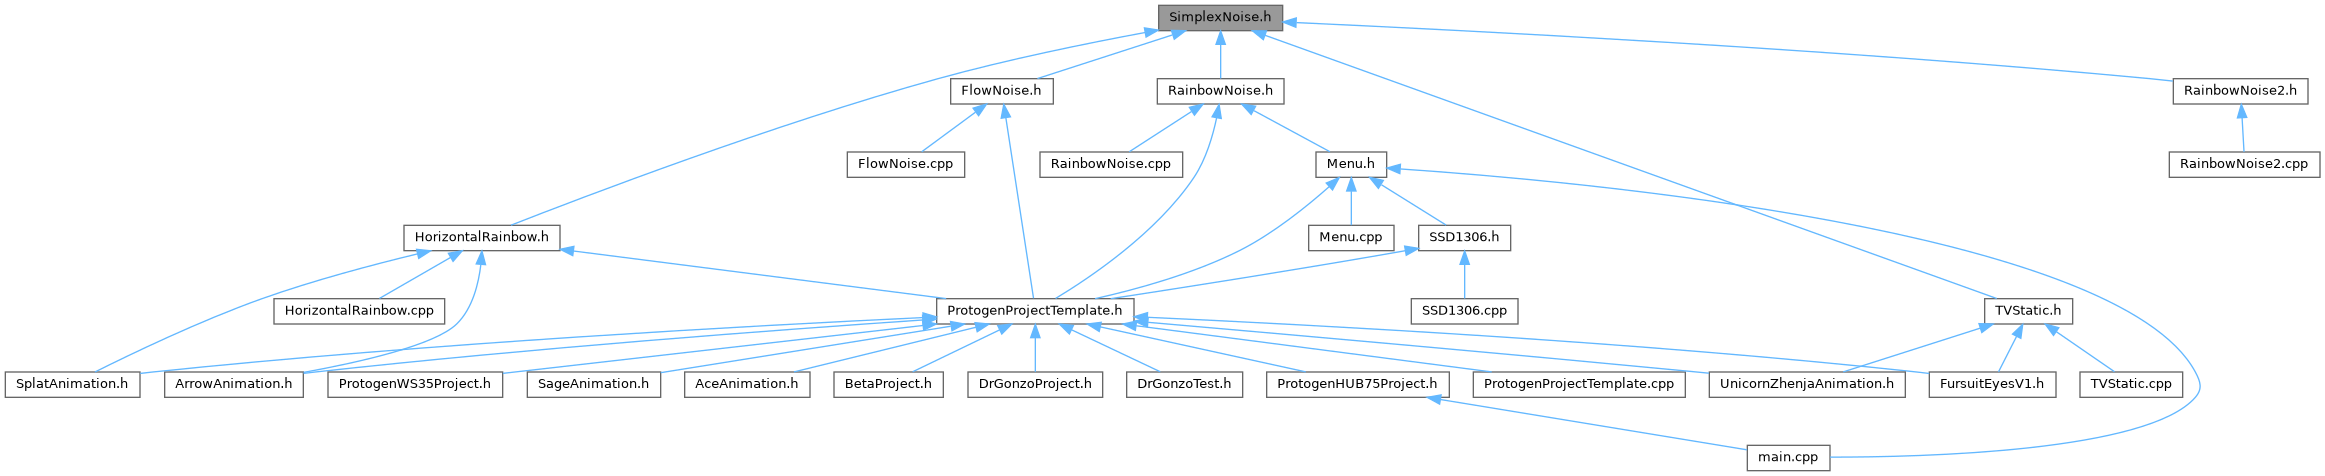 SimplexNoise.h
FlowNoise.h
RainbowNoise.h
RainbowNoise2.h
FlowNoise.cpp
RainbowNoise.cpp
Menu.h
RainbowNoise2.cpp
HorizontalRainbow.h
Menu.cpp
SSD1306.h
HorizontalRainbow.cpp
ProtogenProjectTemplate.h
SSD1306.cpp
TVStatic.h
SplatAnimation.h
ArrowAnimation.h
ProtogenWS35Project.h
SageAnimation.h
AceAnimation.h
BetaProject.h
DrGonzoProject.h
DrGonzoTest.h
ProtogenHUB75Project.h
ProtogenProjectTemplate.cpp
UnicornZhenjaAnimation.h
FursuitEyesV1.h
TVStatic.cpp
main.cpp